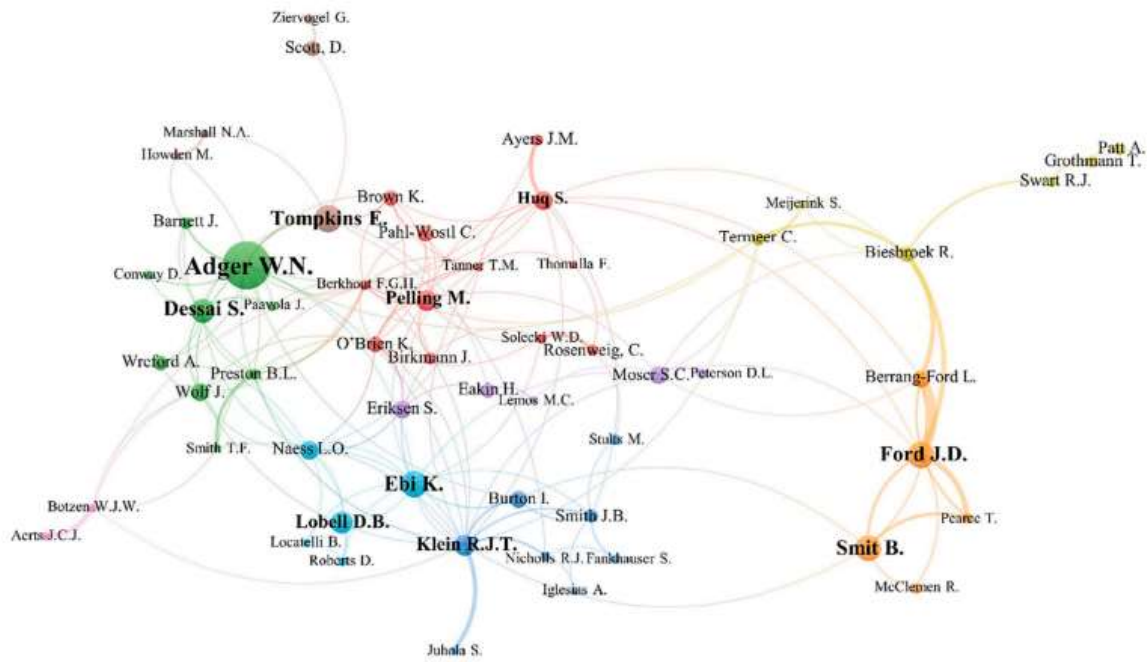 Ziervogel G.
Scott, D.
Marshall N.A.
Howden M.
Ayers J.M.
Patt A.
Grothmann T.
Swart R.J.
Brown K.
Huq S.
Meijerink S.
Barnett J.
Tompkins E.
Pahl-Wostl C.
Termeer C.
Biesbroek R.
Adger W.N.
Conway D.
Tanner T.M.
Thomalla F.
Berkhout F.G.H.
Dessai S.
Paavola J.
Pelling M.
O'Brien K.
Solecki W.D.
Birkmann J.
Rosenweig, C.
Wreford A.
Preston B.L.
Moser S.C.
Peterson D.L.
Berrang-Ford L.
Wolf J.
Eakin H.
Lemos M.C.
Eriksen S.
Smith T.F.
Naess L.O.
Stults M.
Ford J.D.
Ebi K.
Burton I.
Botzen W.J.W.
Lobell D.B.
Smith J.B.
Pearce T.
Aerts J.C.J.
Locatelli B.
Klein R.J.T.
Smit B.
Roberts D.
Nicholls R.J.
Fankhauser S.
Iglesias A.
McClemen R.
Juhola S.